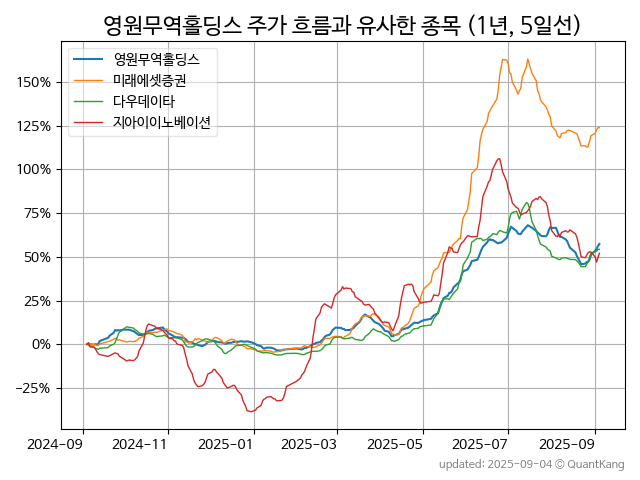 영원무역홀딩스 주가 흐름과 유사한 종목 (1년, 5일선)
영원무역홀딩스
미래에셋증권
다우데이타
지아이이노베이션
150%
125%
100%
75%
50%
25%
0%
−25%
2024-09
2024-11
2025-01
2025-03
2025-05
2025-07
2025-09
updated: 2025-09-04 © QuantKang